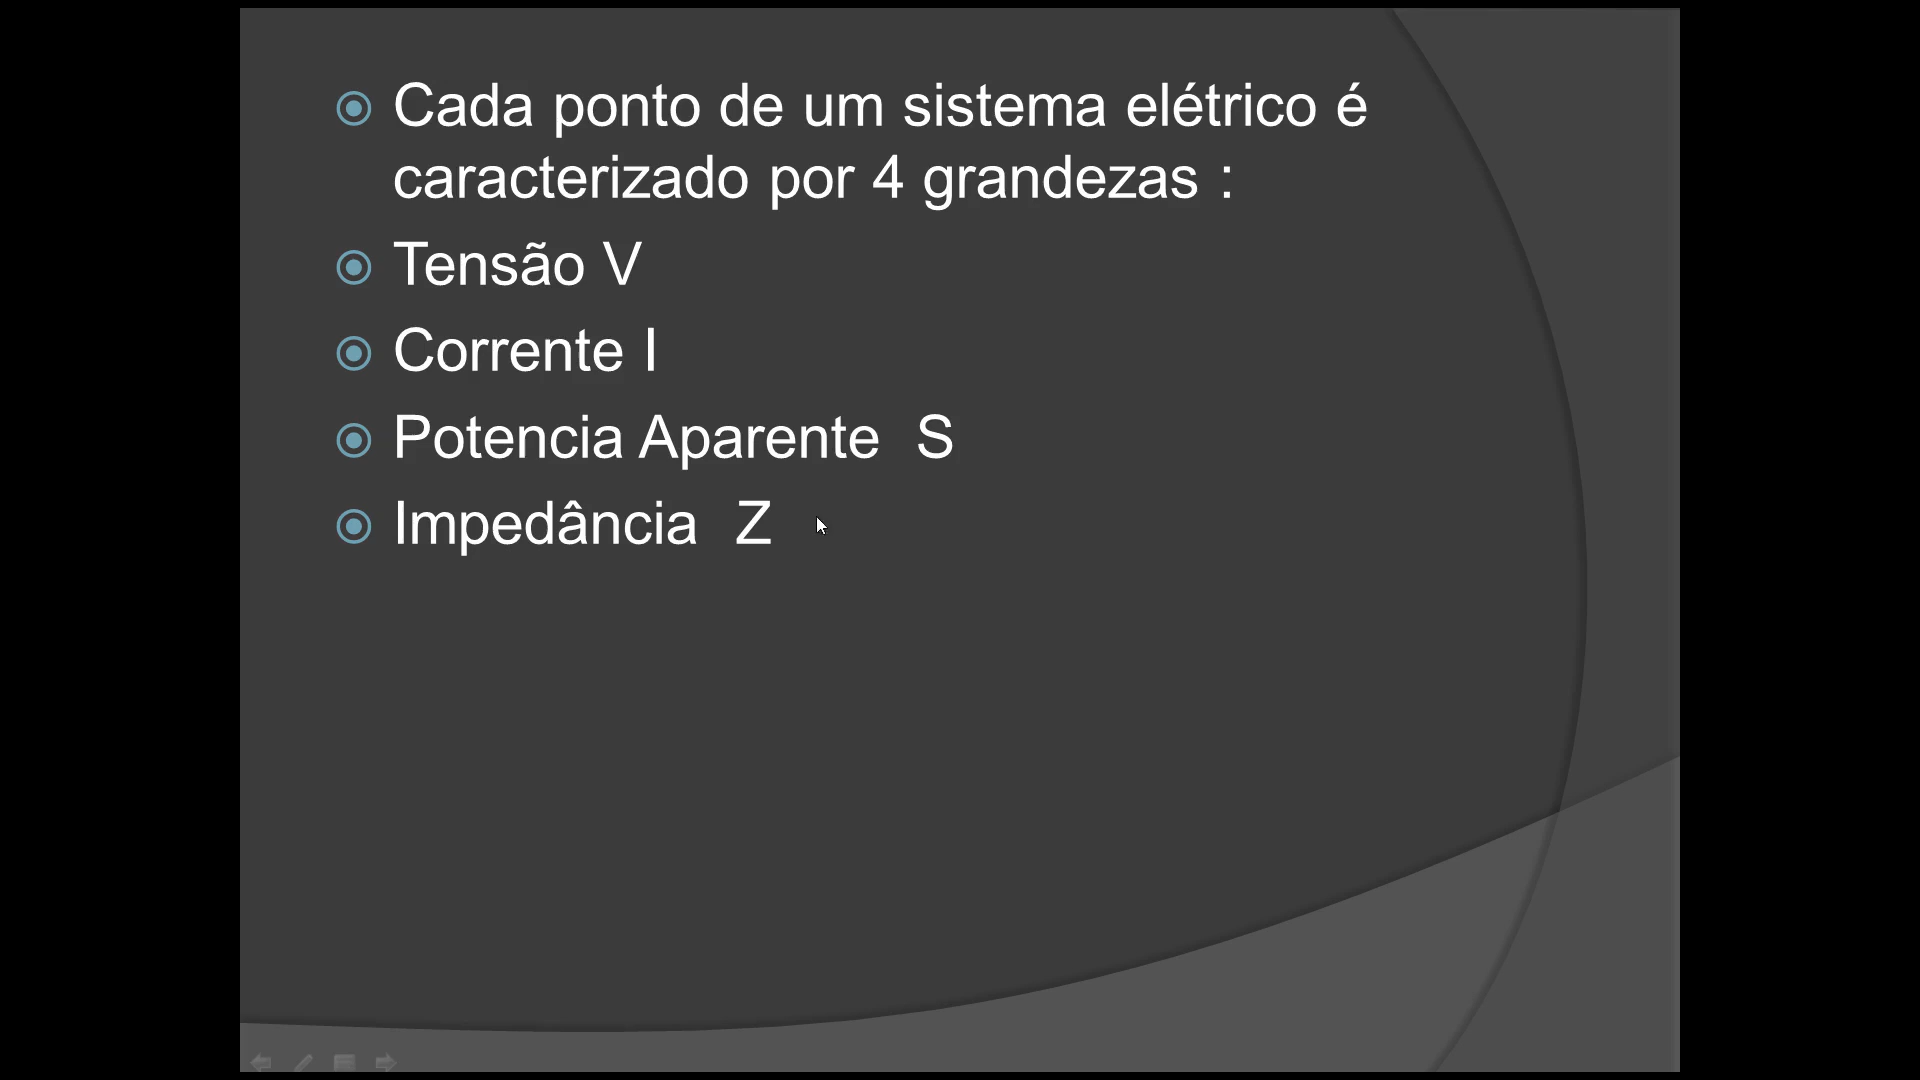 Cada ponto de um sistema elétrico é
caracterizado por 4 grandezas :
Tensão V
Corrente I
Potencia Aparente  S
Impedância  Z